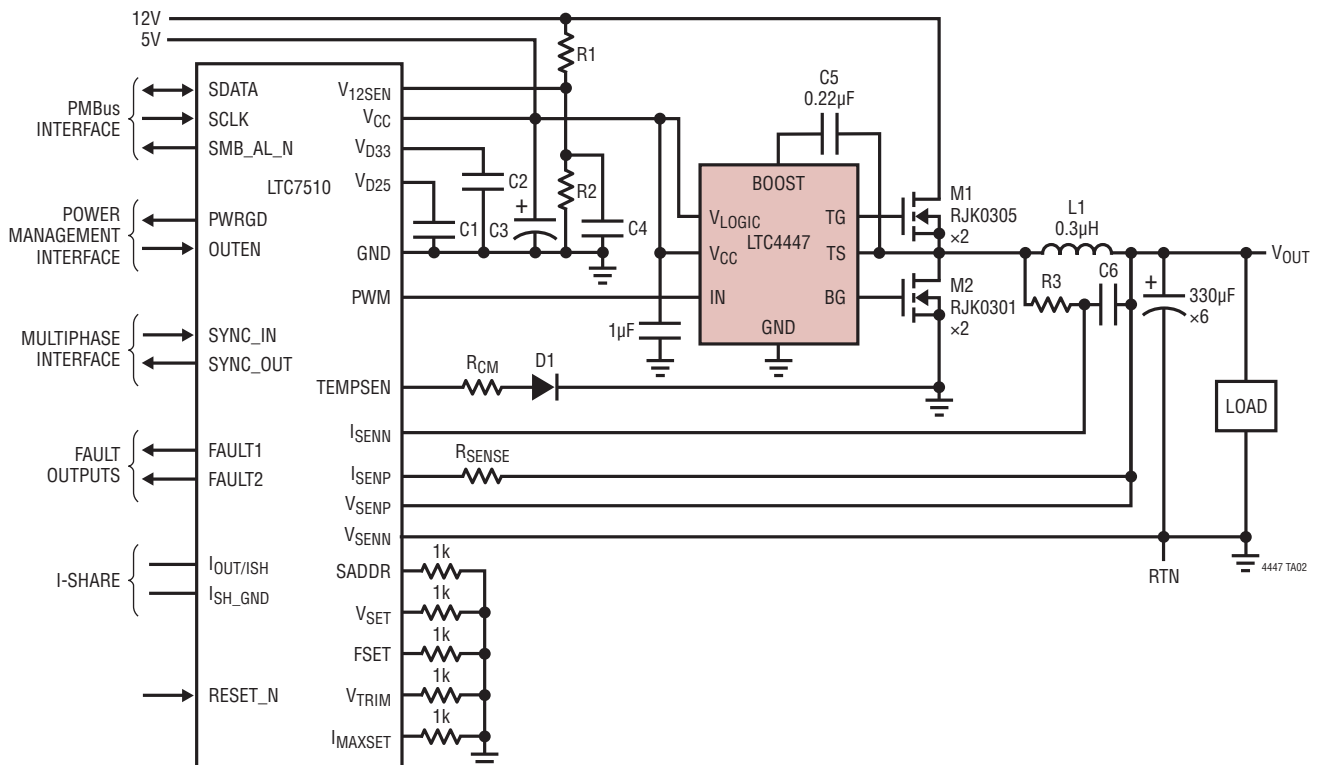 12V
5V
R1
C5
0.22µF
PMBus
INTERFACE
SDATA
SCLK
SMB_AL_N
V12SEN
VCC
VD33
VD25
LTC7510
C2
C1
C3
+
R2
C4
POWER
MANAGEMENT
INTERFACE
PWRGD
OUTEN
GND
PWM
BOOST
VLOGIC
LTC4447
VCC
IN
GND
TG
TS
BG
M1
RJK0305
×2
M2
RJK0301
×2
L1
0.3µH
R3
C6
VOUT
+
330µF
×6
1µF
MULTIPHASE
INTERFACE
SYNC_IN
SYNC_OUT
TEMPSEN
RCM
D1
LOAD
FAULT
OUTPUTS
FAULT1
FAULT2
ISENN
ISENP
RSENSE
VSENP
VSENN
RTN
4447 TA02
I-SHARE
IOUT/ISH
ISH_GND
SADDR
1k
VSET
1k
FSET
1k
VTRIM
1k
IMAXSET
1k
RESET_N